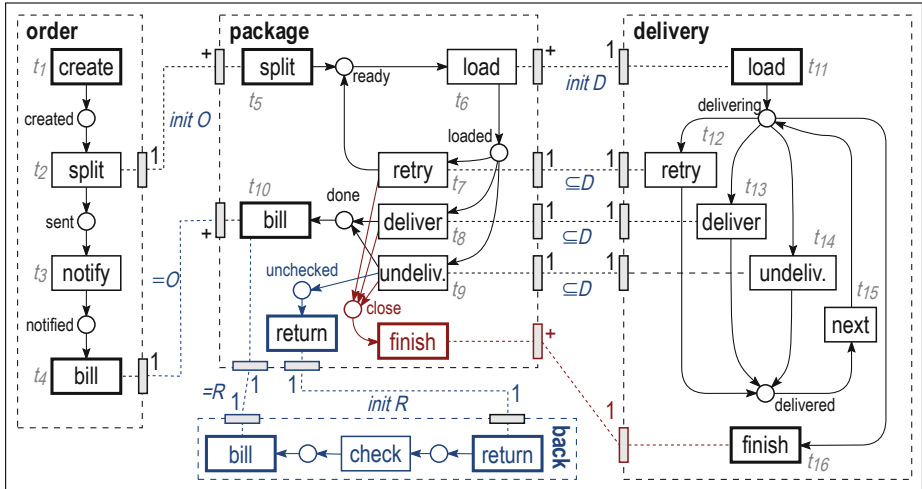 order
package
delivery
t1
create
+
split
ready
load
+
1
load
t11
init O
t5
t6
init D
created
delivering
loaded
t12
t2
split
1
retry
1
1
retry
t10
t7
⊆D
t13
done
sent
+
bill
deliver
1
1
deliver
t8
⊆D
t14
t3
notify
unchecked
undeliv.
1
1
undeliv.
=O
t9
⊆D
t15
notified
close
next
return
finish
+
t4
bill
1
=R
1
1
1
init R
1
1
delivered
bill
check
return
back
finish
t16